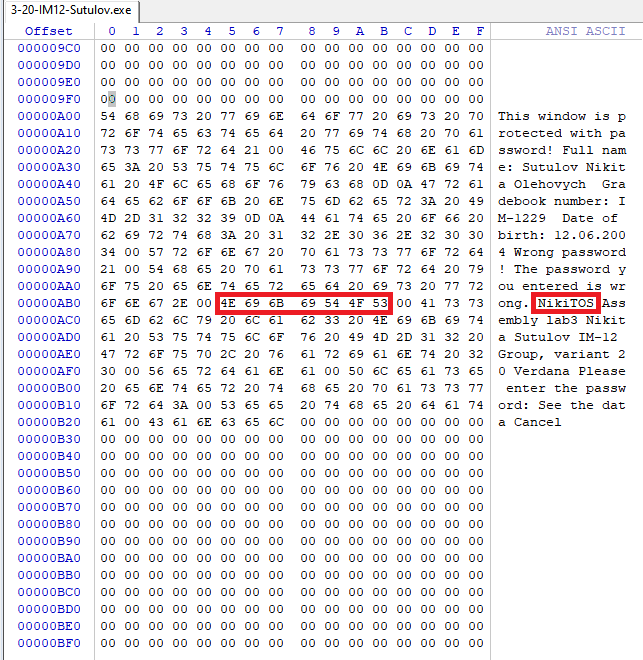 3-20-IM12-Sutulov.exe
Offset 0 1 2 3 4 5 6 7 8 9 A B C D E F ANSI ASCII
000009C0 00 00 00 00 00 00 00 00 00 00 00 00 00 00 00 00
000009D0 00 00 00 00 00 00 00 00 00 00 00 00 00 00 00 00
000009E0 00 00 00 00 00 00 00 00 00 00 00 00 00 00 00 00
000009F0 00 00 00 00 00 00 00 00 00 00 00 00 00 00 00 00
00000A00 54 68 69 73 20 77 69 6E 64 6F 77 20 69 73 20 70 This window is p
00000A10 72 6F 74 65 63 74 65 64 20 77 69 74 68 20 70 61 rotected with pa
00000A20 73 73 77 6F 72 64 21 00 46 75 6C 6C 20 6E 61 6D ssword! Full nam
00000A30 65 3A 20 53 75 74 75 6C 6F 76 20 4E 69 6B 69 74 e: Sutulov Nikit
00000A40 61 20 4F 6C 65 68 6F 76 79 63 68 0D 0A 47 72 61 a Olehovych  Gra
00000A50 64 65 62 6F 6F 6B 20 6E 75 6D 62 65 72 3A 20 49 debook number: I
00000A60 4D 2D 31 32 32 39 0D 0A 44 61 74 65 20 6F 66 20 M-1229  Date of
00000A70 62 69 72 74 68 3A 20 31 32 2E 30 36 2E 32 30 30 birth: 12.06.200
00000A80 34 00 57 72 6F 6E 67 20 70 61 73 73 77 6F 72 64 4 Wrong password
00000A90 21 00 54 68 65 20 70 61 73 73 77 6F 72 64 20 79 ! The password y
00000AA0 6F 75 20 65 6E 74 65 72 65 64 20 69 73 20 77 72 ou entered is wr
00000AB0 6F 6E 67 2E 00 4E 69 6B 69 54 4F 53 00 41 73 73 ong. NikiTOS Ass
00000AC0 65 6D 62 6C 79 20 6C 61 62 33 20 4E 69 6B 69 74 embly lab3 Nikit
00000AD0 61 20 53 75 74 75 6C 6F 76 20 49 4D 2D 31 32 20 a Sutulov IM-12
00000AE0 47 72 6F 75 70 2C 20 76 61 72 69 61 6E 74 20 32 Group, variant 2
00000AF0 30 00 56 65 72 64 61 6E 61 00 50 6C 65 61 73 65 0 Verdana Please
00000B00 20 65 6E 74 65 72 20 74 68 65 20 70 61 73 73 77 enter the passw
00000B10 6F 72 64 3A 00 53 65 65 20 74 68 65 20 64 61 74 ord: See the dat
00000B20 61 00 43 61 6E 63 65 6C 00 00 00 00 00 00 00 00 a Cancel
00000B30 00 00 00 00 00 00 00 00 00 00 00 00 00 00 00 00
00000B40 00 00 00 00 00 00 00 00 00 00 00 00 00 00 00 00
00000B50 00 00 00 00 00 00 00 00 00 00 00 00 00 00 00 00
00000B60 00 00 00 00 00 00 00 00 00 00 00 00 00 00 00 00
00000B70 00 00 00 00 00 00 00 00 00 00 00 00 00 00 00 00
00000B80 00 00 00 00 00 00 00 00 00 00 00 00 00 00 00 00
00000B90 00 00 00 00 00 00 00 00 00 00 00 00 00 00 00 00
00000BA0 00 00 00 00 00 00 00 00 00 00 00 00 00 00 00 00
00000BB0 00 00 00 00 00 00 00 00 00 00 00 00 00 00 00 00
00000BC0 00 00 00 00 00 00 00 00 00 00 00 00 00 00 00 00
00000BD0 00 00 00 00 00 00 00 00 00 00 00 00 00 00 00 00
00000BE0 00 00 00 00 00 00 00 00 00 00 00 00 00 00 00 00
00000BF0 00 00 00 00 00 00 00 00 00 00 00 00 00 00 00 00